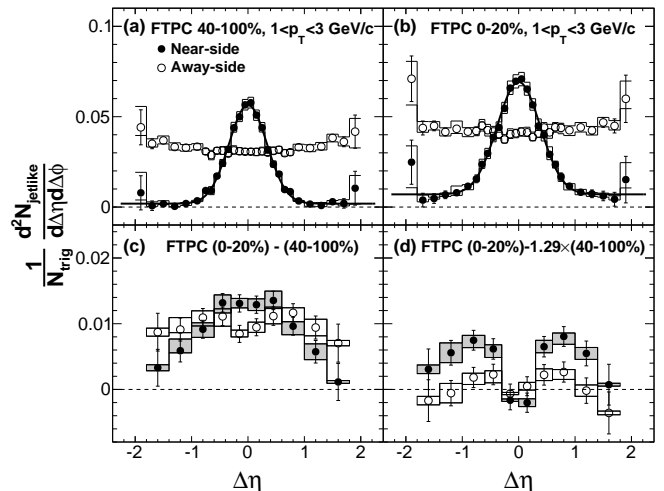 (a) FTPC 40-100%, 1<p_T<3 GeV/c
(b) FTPC 0-20%, 1<p_T<3 GeV/c
● Near-side
○ Away-side
0.1
0.05
0
1/N_trig d²N_jetlike/dΔηdΔϕ
(c) FTPC (0-20%) - (40-100%)
(d) FTPC (0-20%)-1.29×(40-100%)
0.02
0.01
0
-2 -1 0 1 2
-2 -1 0 1 2
Δη
Δη